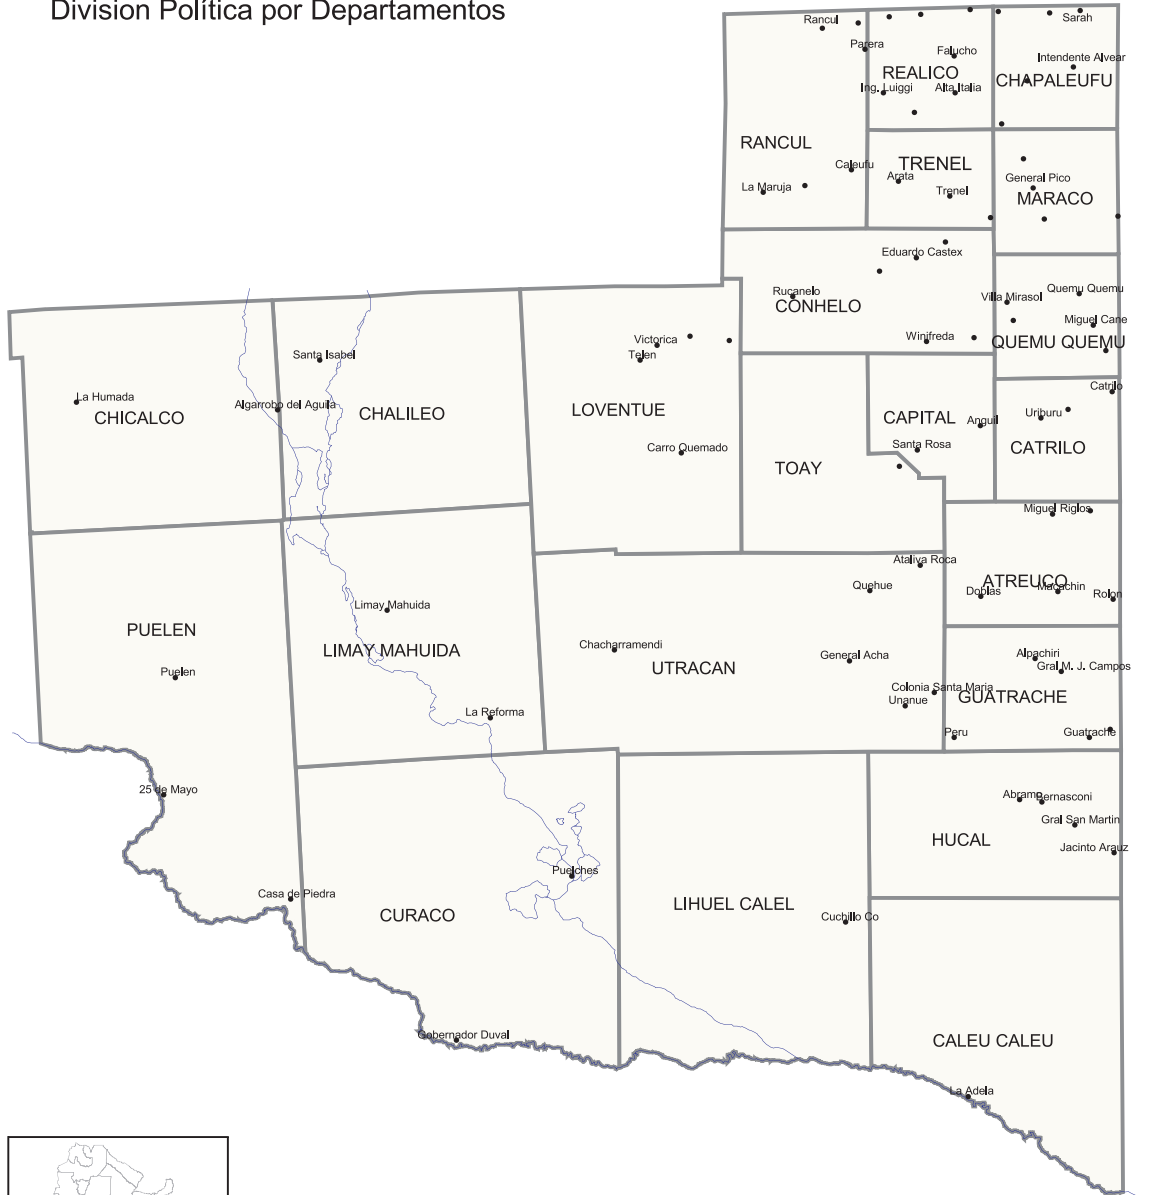 Division Política por Departamentos
Rancul
Sarah
Parera
Falucho
Intendente Alvear
REALICO
CHAPALEUFU
Ing. Luiggi
Alta Italia
RANCUL
Caleufu
TRENEL
Arata
General Pico
La Maruja
Trenel
MARACO
Eduardo Castex
Rucanelo
CONHELO
Villa Mirasol
Quemu Quemu
Miguel Cane
Winifreda
QUEMU QUEMU
Victorica
Telen
Santa Isabel
La Humada
CHICALCO
Algarrobo del Aguila
CHALILEO
LOVENTUE
Carro Quemado
TOAY
CAPITAL
Anguil
Santa Rosa
Catrilo
Uriburu
CATRILO
Miguel Riglos
Ataliva Roca
Quehue
ATREUCO
Doblas
Macachin
Rolon
Limay Mahuida
PUELEN
LIMAY MAHUIDA
Chacharramendi
General Acha
UTRACAN
Alpachiri
Gral M. J. Campos
Puelen
Colonia Santa Maria
Unanue
GUATRACHE
La Reforma
Peru
Guatrache
25 de Mayo
Abramo
Bernasconi
Gral San Martin
HUCAL
Jacinto Arauz
Puelches
Casa de Piedra
CURACO
LIHUEL CALEL
Cuchillo Co
Gobernador Duval
CALEU CALEU
La Adela